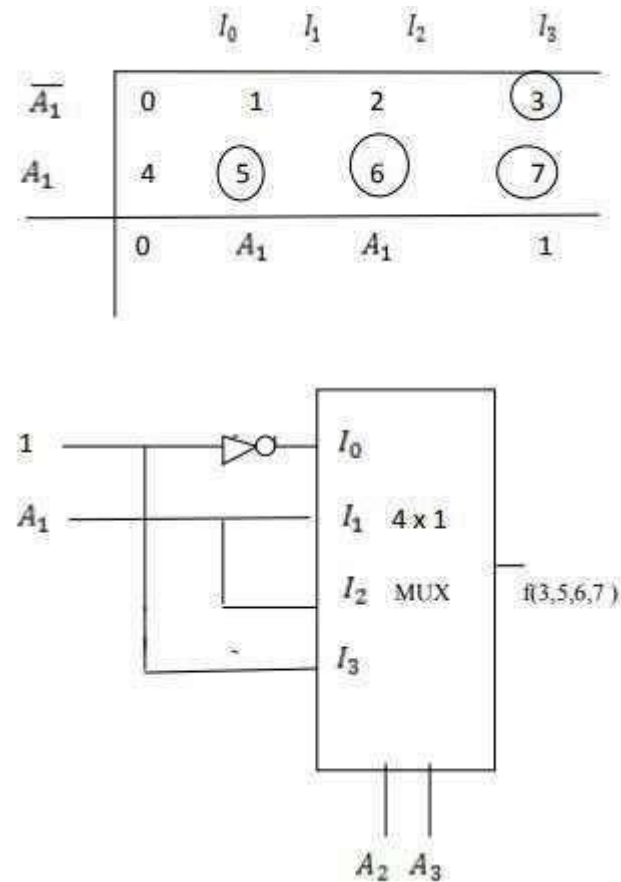 I₀ I₁ I₂ I₃
A̅₁ 0 1 2 3
A₁ 4 5 6 7
0 A₁ A₁ 1
1 I₀
A₁ I₁ 4 x 1
I₂ MUX f(3,5,6,7 )
I₃
A₂ A₃